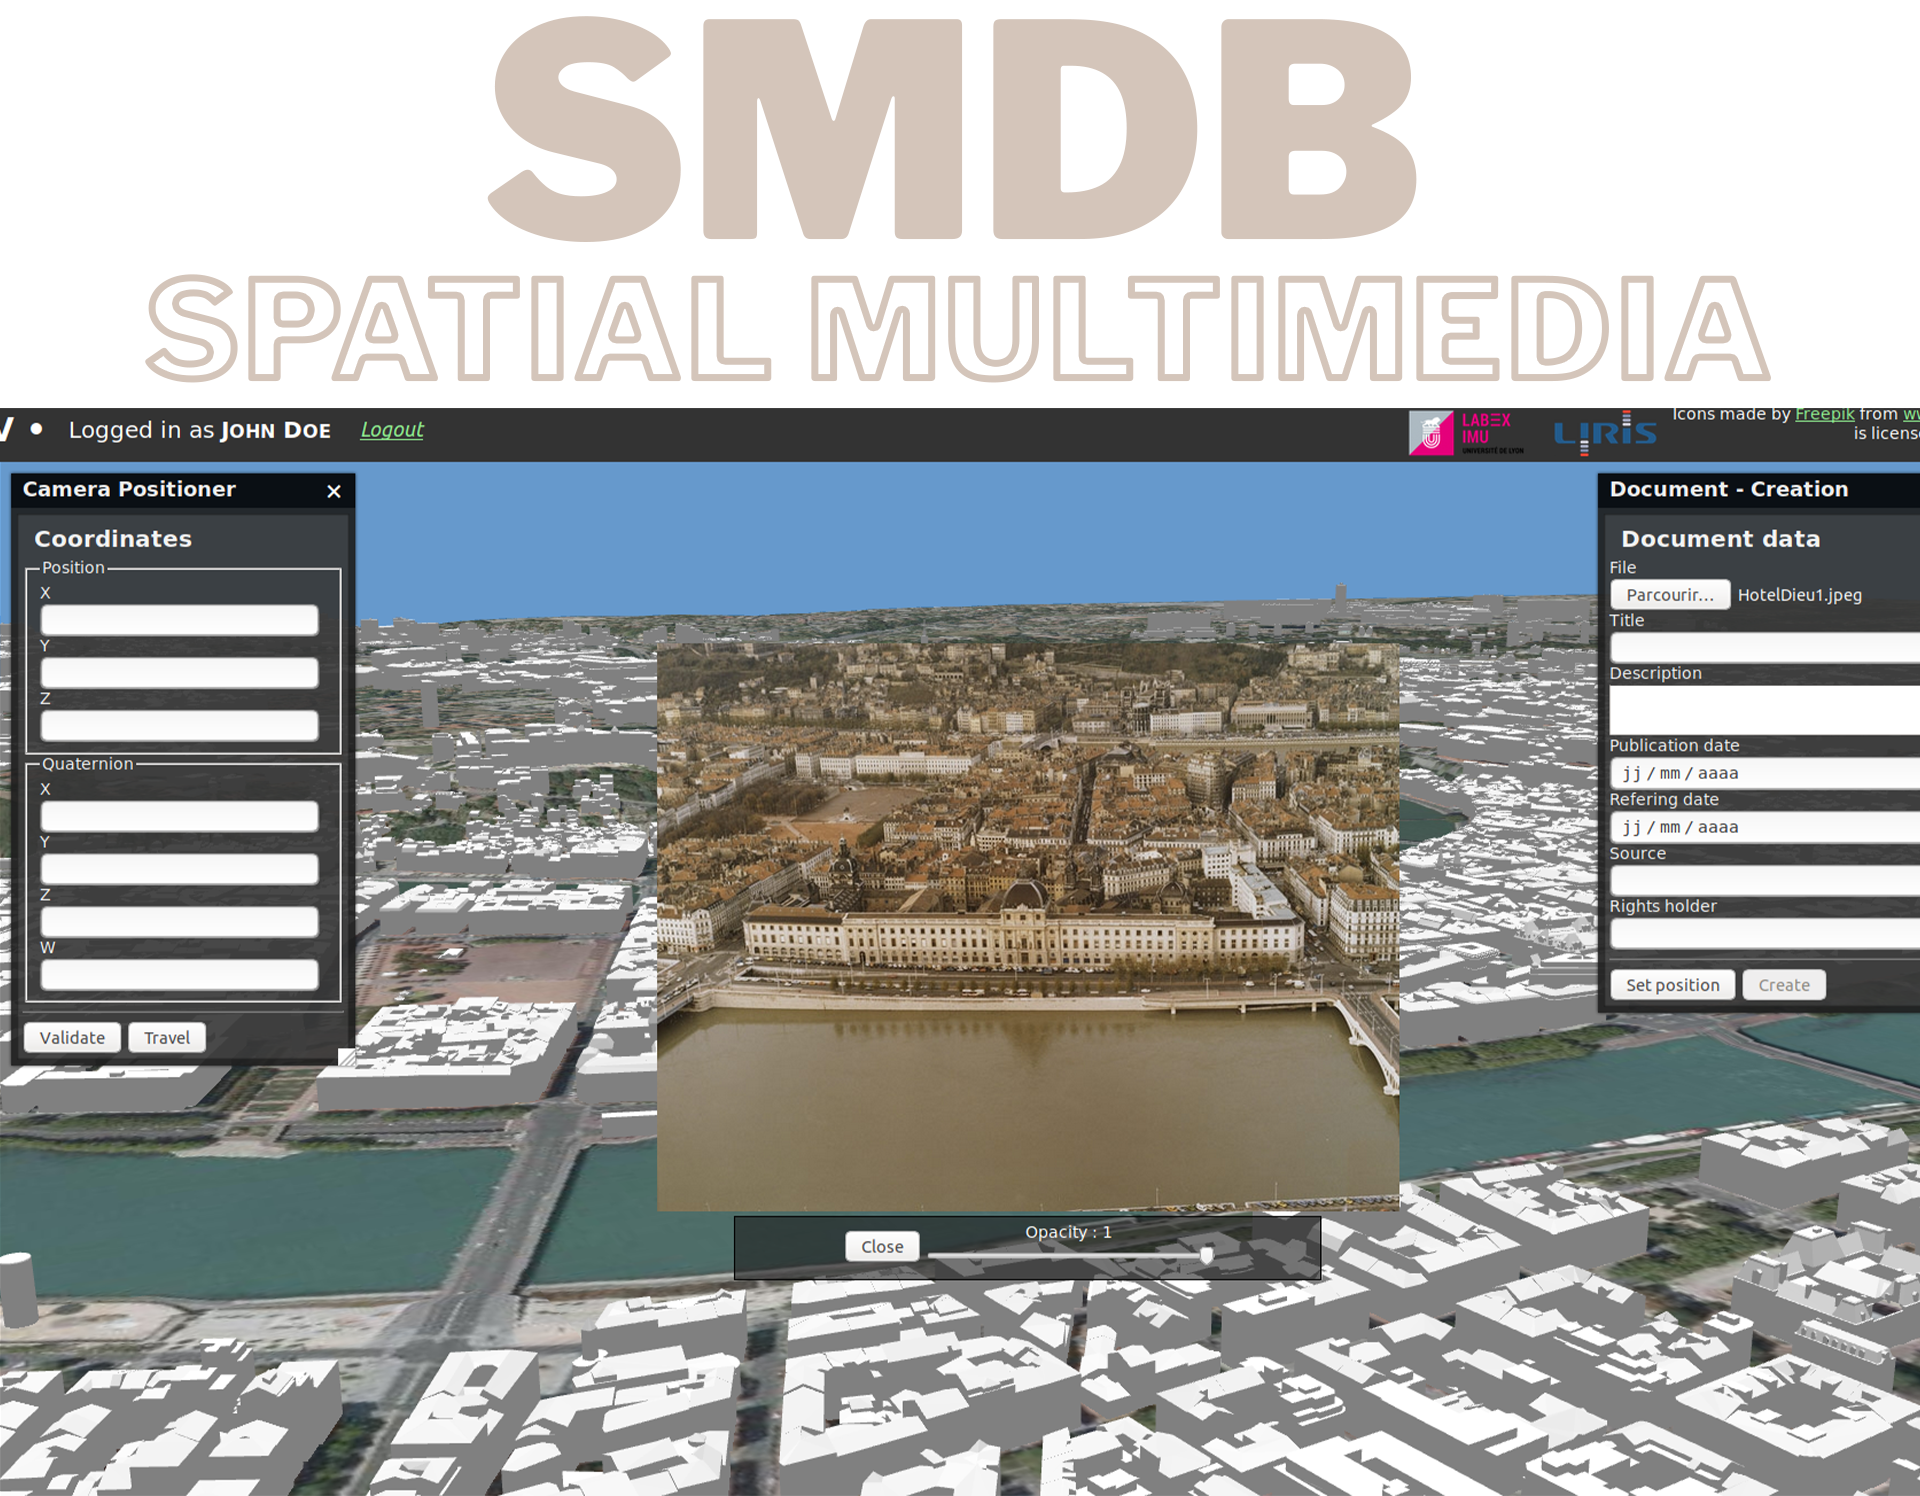 SMDB
SPATIAL MULTIMEDIA
Logged in as JOHN DOE Logout
LABEX
IMU
UNIVERSITÉ DE LYON
LIRIS
Icons made by Freepik from
is license
Camera Positioner
Coordinates
Position
X
Y
Z
Quaternion
X
Y
Z
W
Validate Travel
Opacity : 1
Close
Document - Creation
Document data
File
Parcourir... HotelDieu1.jpeg
Title
Description
Publication date
jj / mm / aaaa
Refering date
jj / mm / aaaa
Source
Rights holder
Set position Create